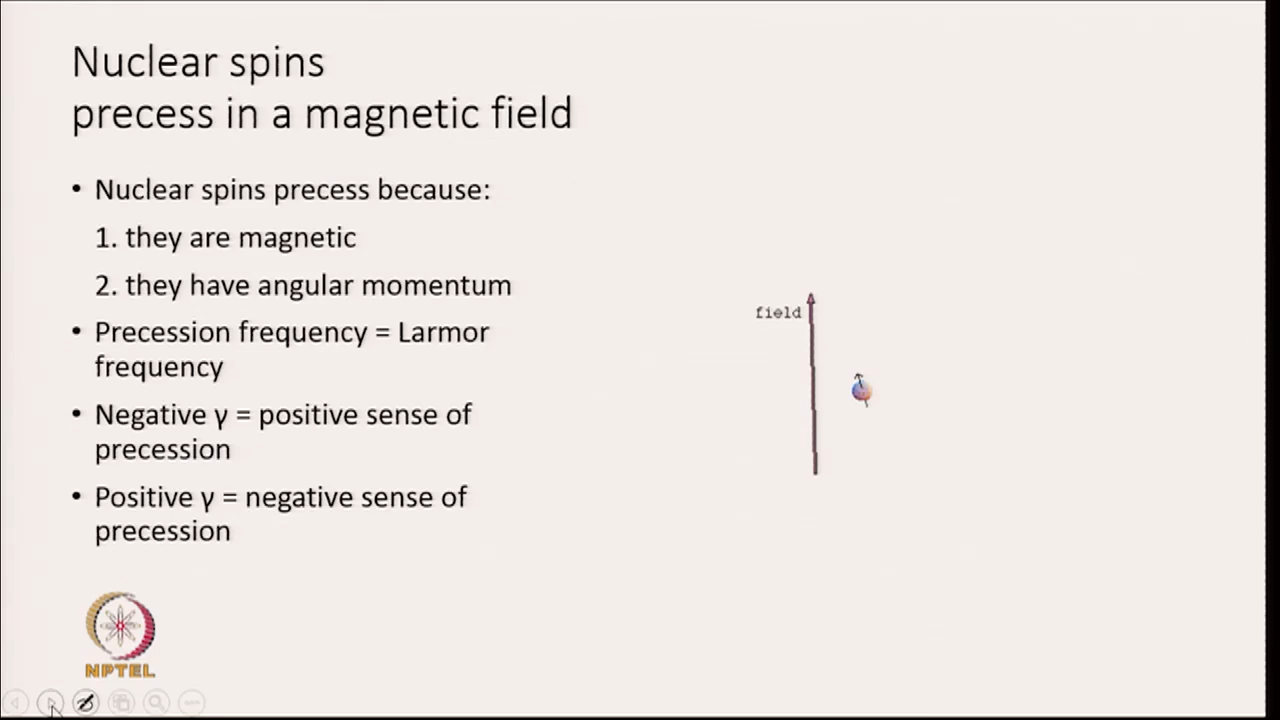 Nuclear spins
precess in a magnetic field
• Nuclear spins precess because:
1. they are magnetic
2. they have angular momentum
• Precession frequency = Larmor
frequency
• Negative γ = positive sense of
precession
• Positive γ = negative sense of
precession
field
NPTEL